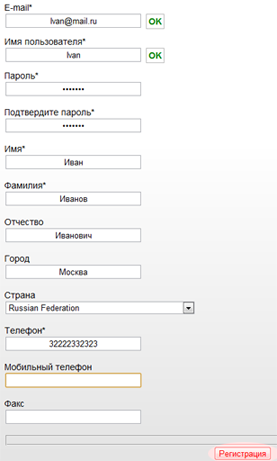 E-mail*
Ivan@mail.ru OK
Имя пользователя*
Ivan OK
Пароль*
•••••••
Подтвердите пароль*
•••••••
Имя*
Иван
Фамилия*
Иванов
Отчество
Иванович
Город
Москва
Страна
Russian Federation
Телефон*
32222332323
Мобильный телефон
Факс
Регистрация